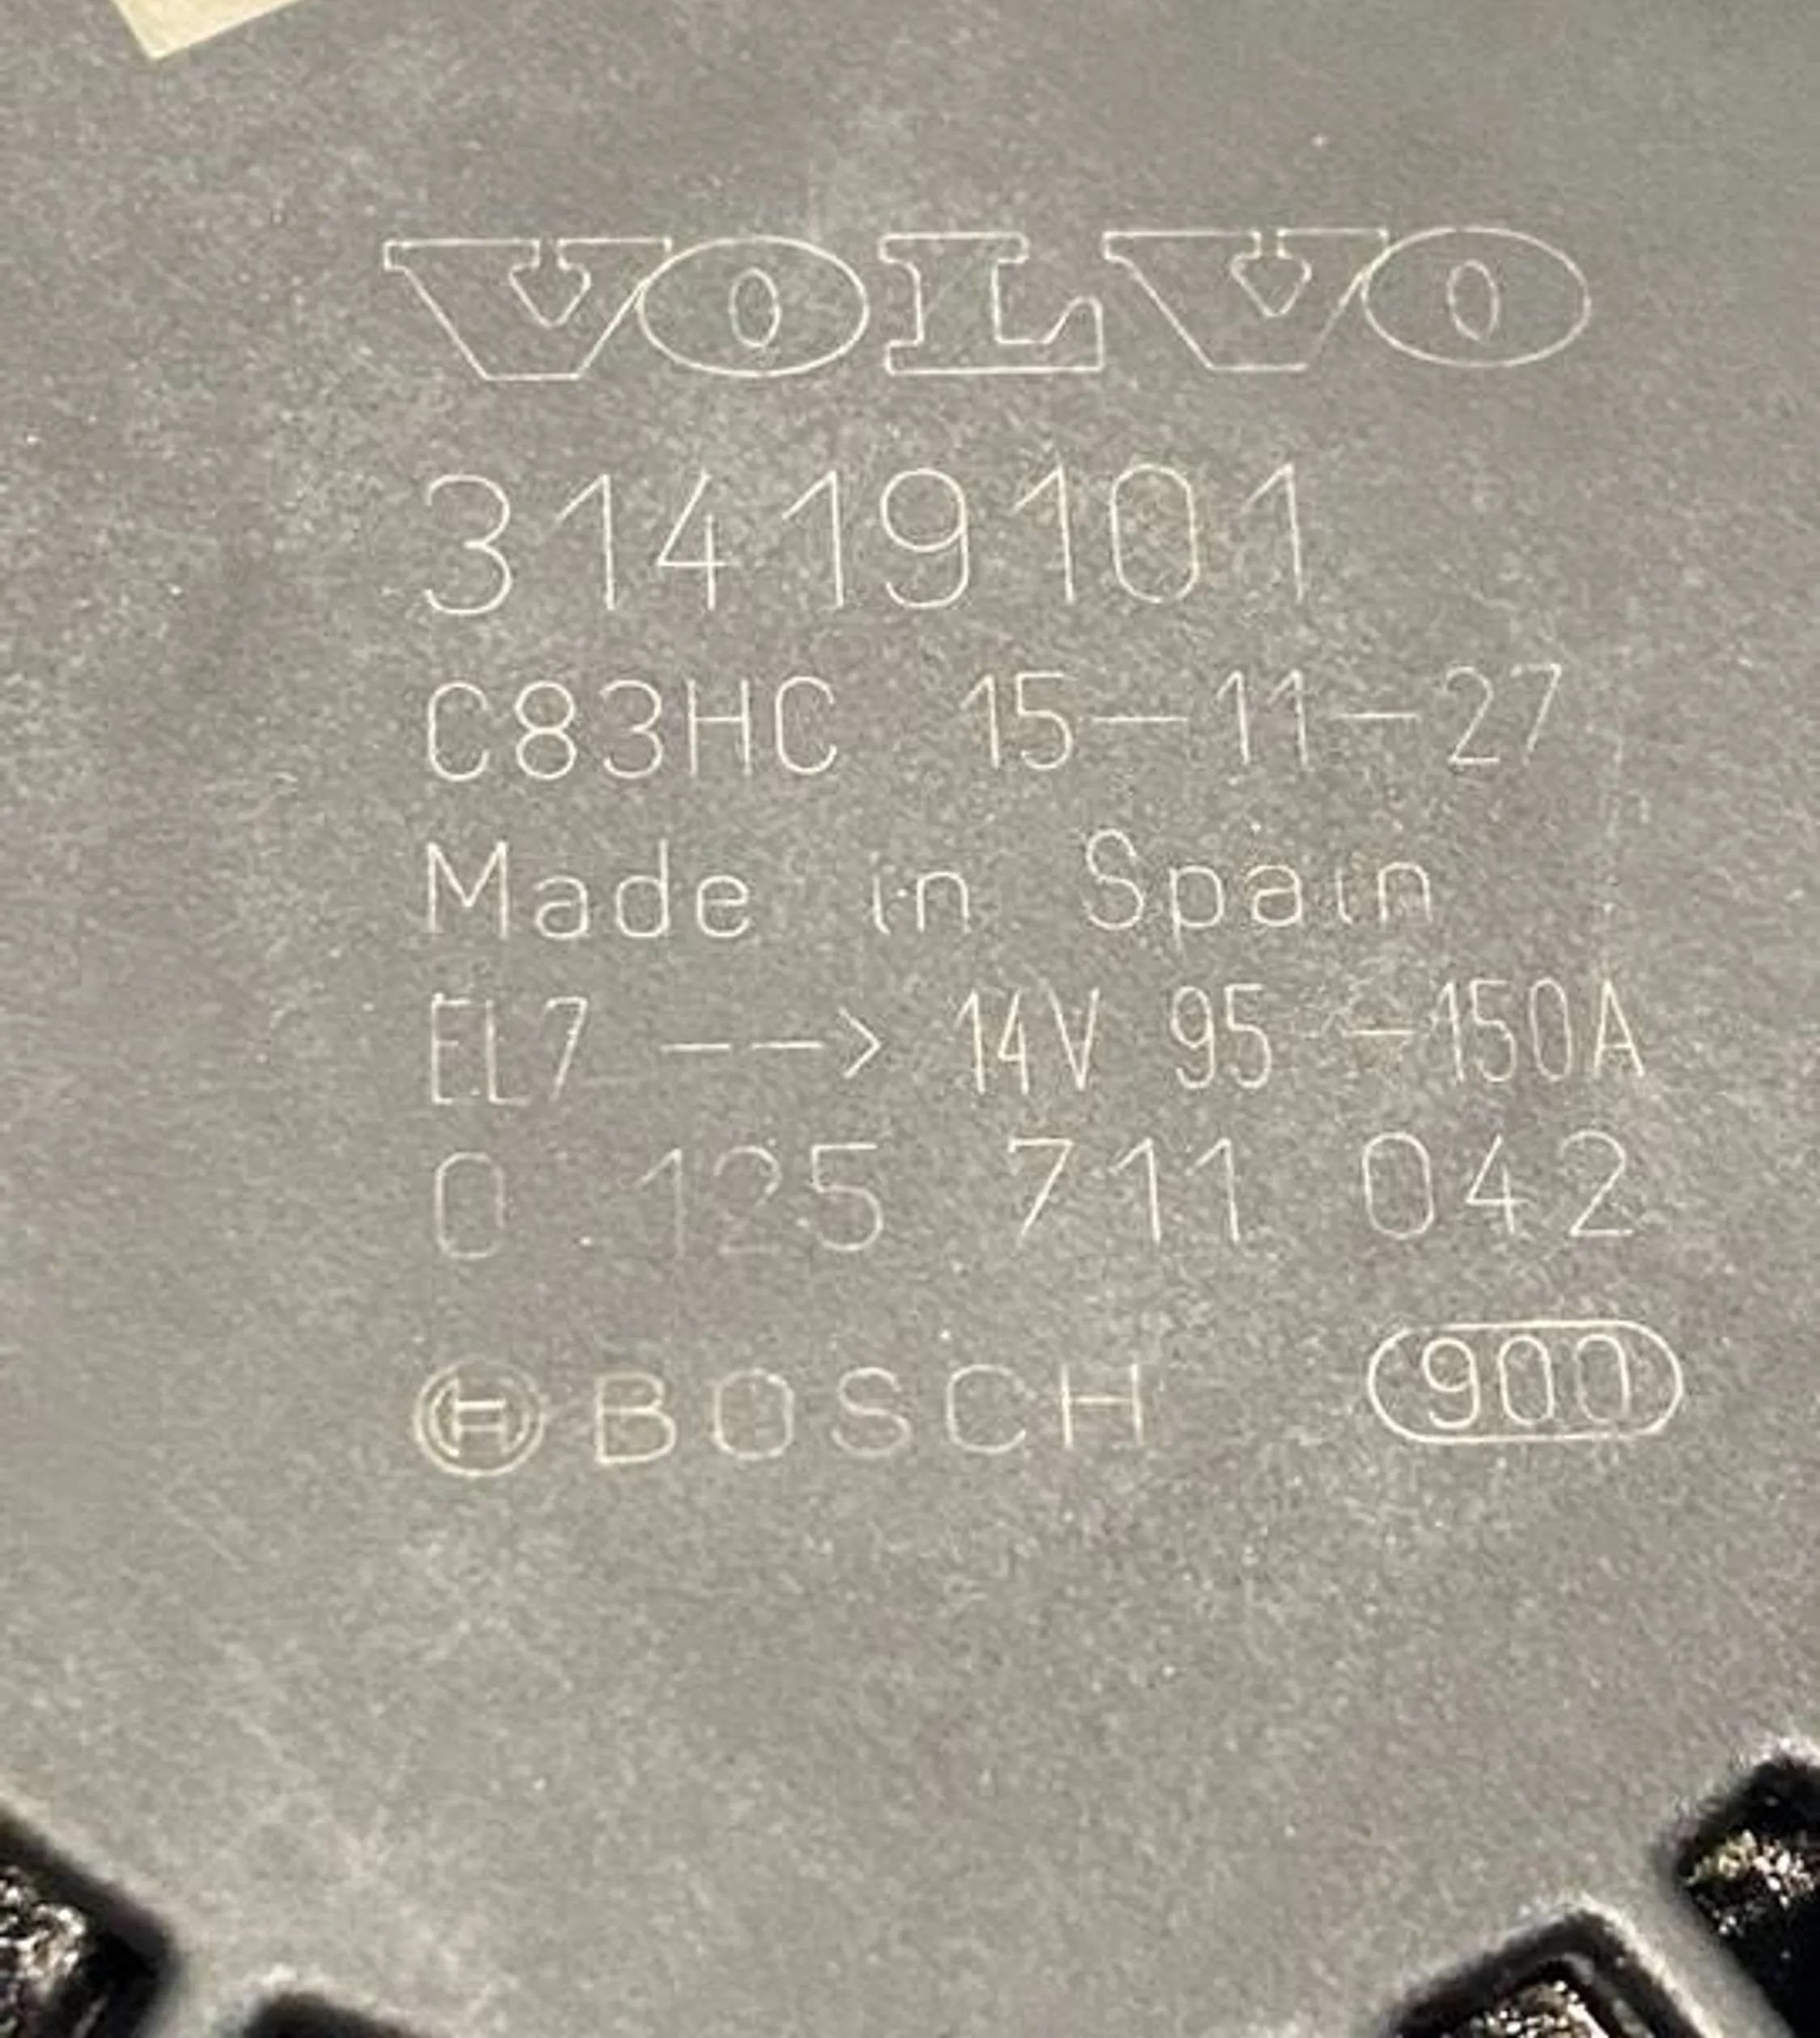 VOLVO
31419101
C83HC 15-11-27
Made in Spain
EL7 --> 14V 95 -150A
0 125 711 042
BOSCH 900